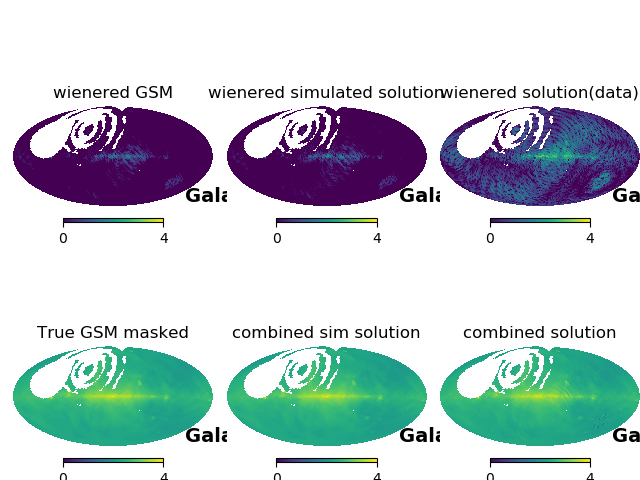 wienered GSM
wienered simulated solution
wienered solution(data)
Gala
Gala
Ga
0 4
0 4
0 4
True GSM masked
combined sim solution
combined solution
Gala
Gala
Ga
0 4
0 4
0 4